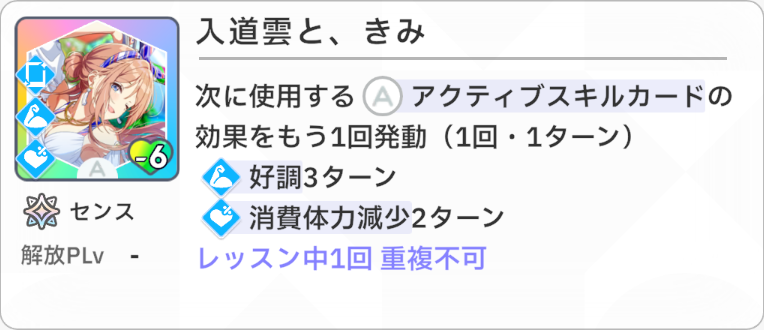 入道雲と、きみ
次に使用する A アクティブスキルカードの
効果をもう1回発動（1回・1ターン）
好調3ターン
消費体力減少2ターン
レッスン中1回 重複不可
-6
A
センス
解放PLv -